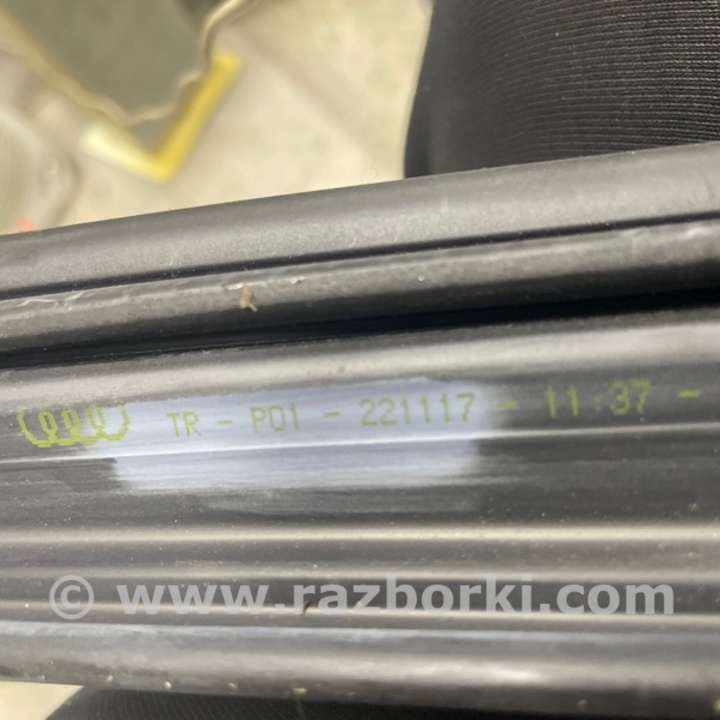 TR - P01 - 221117 - 11:37 -
© www.razborki.com